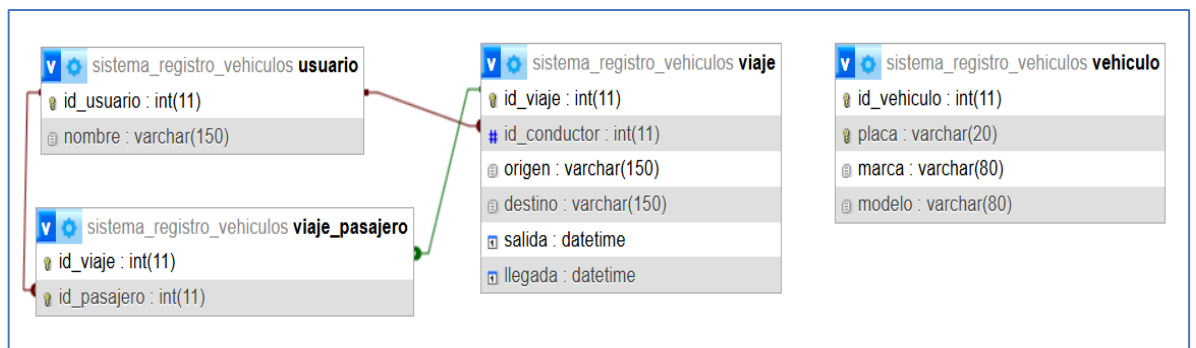 V sistema_registro_vehiculos usuario
id_usuario : int(11)
nombre : varchar(150)
V sistema_registro_vehiculos viaje_pasajero
id_viaje : int(11)
id_pasajero : int(11)
V sistema_registro_vehiculos viaje
id_viaje : int(11)
# id_conductor : int(11)
origen : varchar(150)
destino : varchar(150)
salida : datetime
llegada : datetime
V sistema_registro_vehiculos vehiculo
id_vehiculo : int(11)
placa : varchar(20)
marca : varchar(80)
modelo : varchar(80)